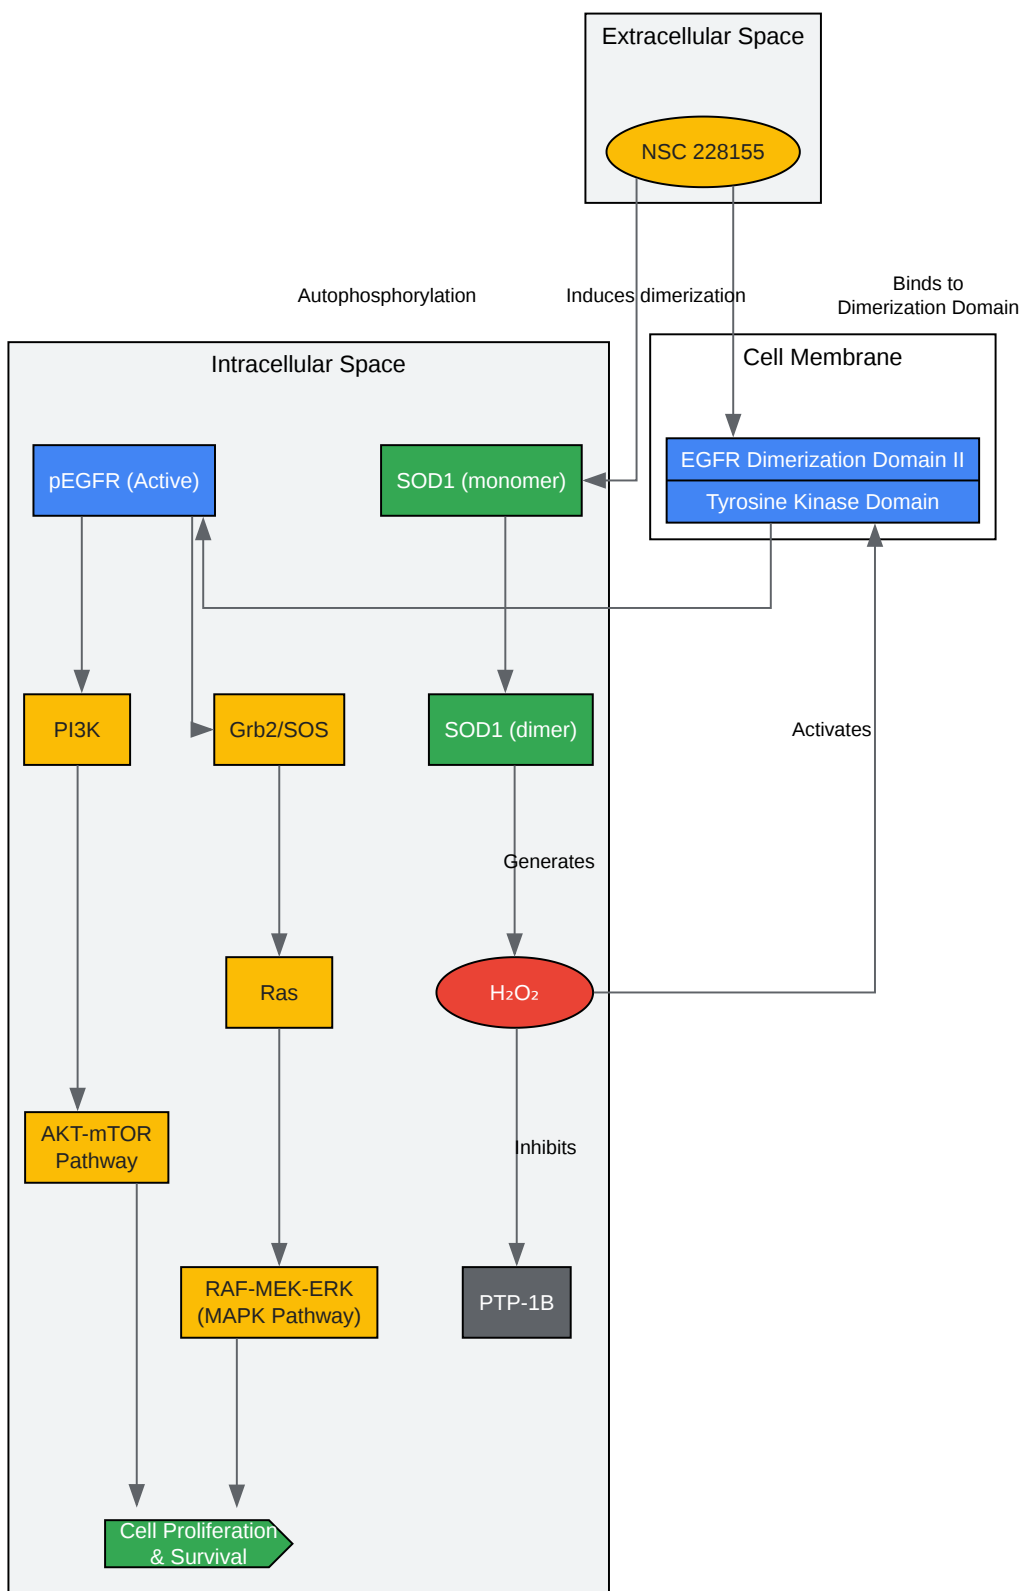 Extracellular Space
NSC 228155
Autophosphorylation
Induces dimerization
Binds to
Dimerization Domain
Intracellular Space
Cell Membrane
pEGFR (Active)
SOD1 (monomer)
EGFR Dimerization Domain II
Tyrosine Kinase Domain
PI3K
Grb2/SOS
SOD1 (dimer)
Activates
Generates
Ras
H₂O₂
AKT-mTOR
Pathway
Inhibits
RAF-MEK-ERK
(MAPK Pathway)
PTP-1B
Cell Proliferation
& Survival